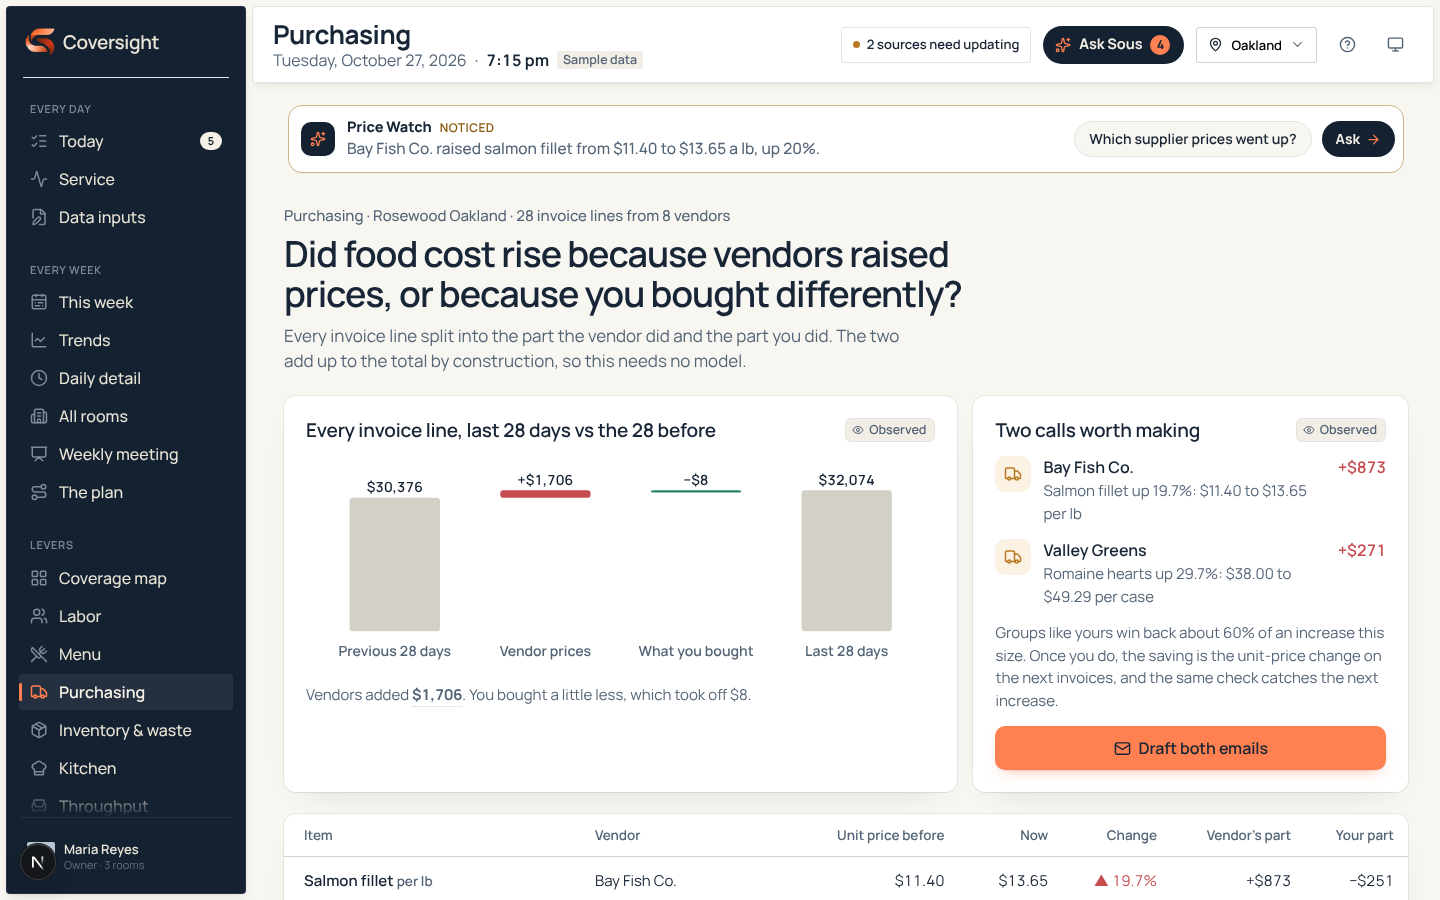 Coversight
EVERY DAY
Today
5
Service
Data inputs
EVERY WEEK
This week
Trends
Daily detail
All rooms
Weekly meeting
The plan
LEVERS
Coverage map
Labor
Menu
Purchasing
Inventory & waste
Kitchen
Throughput
N
Maria Reyes
Owner · 3 rooms
Purchasing
Tuesday, October 27, 2026 · 7:15 pm Sample data
2 sources need updating
Ask Sous 4
Oakland
Price Watch NOTICED
Bay Fish Co. raised salmon fillet from $11.40 to $13.65 a lb, up 20%.
Which supplier prices went up?
Ask
Purchasing · Rosewood Oakland · 28 invoice lines from 8 vendors
Did food cost rise because vendors raised
prices, or because you bought differently?
Every invoice line split into the part the vendor did and the part you did. The two
add up to the total by construction, so this needs no model.
Every invoice line, last 28 days vs the 28 before
Observed
$30,376
+$1,706
−$8
$32,074
Previous 28 days
Vendor prices
What you bought
Last 28 days
Vendors added $1,706. You bought a little less, which took off $8.
Two calls worth making
Observed
Bay Fish Co.
+$873
Salmon fillet up 19.7%: $11.40 to $13.65
per lb
Valley Greens
+$271
Romaine hearts up 29.7%: $38.00 to
$49.29 per case
Groups like yours win back about 60% of an increase this
size. Once you do, the saving is the unit-price change on
the next invoices, and the same check catches the next
increase.
Draft both emails
Item Vendor Unit price before Now Change Vendor's part Your part
Salmon fillet per lb Bay Fish Co. $11.40 $13.65 ▲ 19.7% +$873 −$251